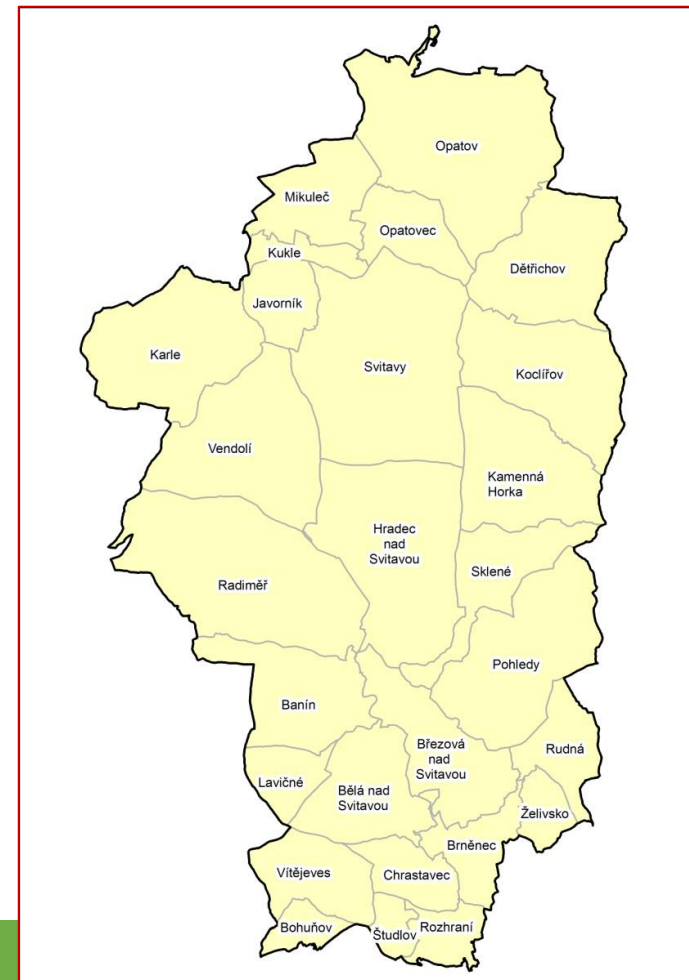 Opatov
Mikuleč
Opatovec
Kukle
Dětřichov
Javorník
Karle
Svitavy
Koclířov
Vendolí
Kamenná
Horka
Hradec
nad
Svitavou
Sklené
Radiměř
Pohledy
Banín
Březová
nad
Svitavou
Rudná
Lavičné
Bělá nad
Svitavou
Želivsko
Brněnec
Vítějeves
Chrastavec
Bohuňov
Študlov
Rozhraní